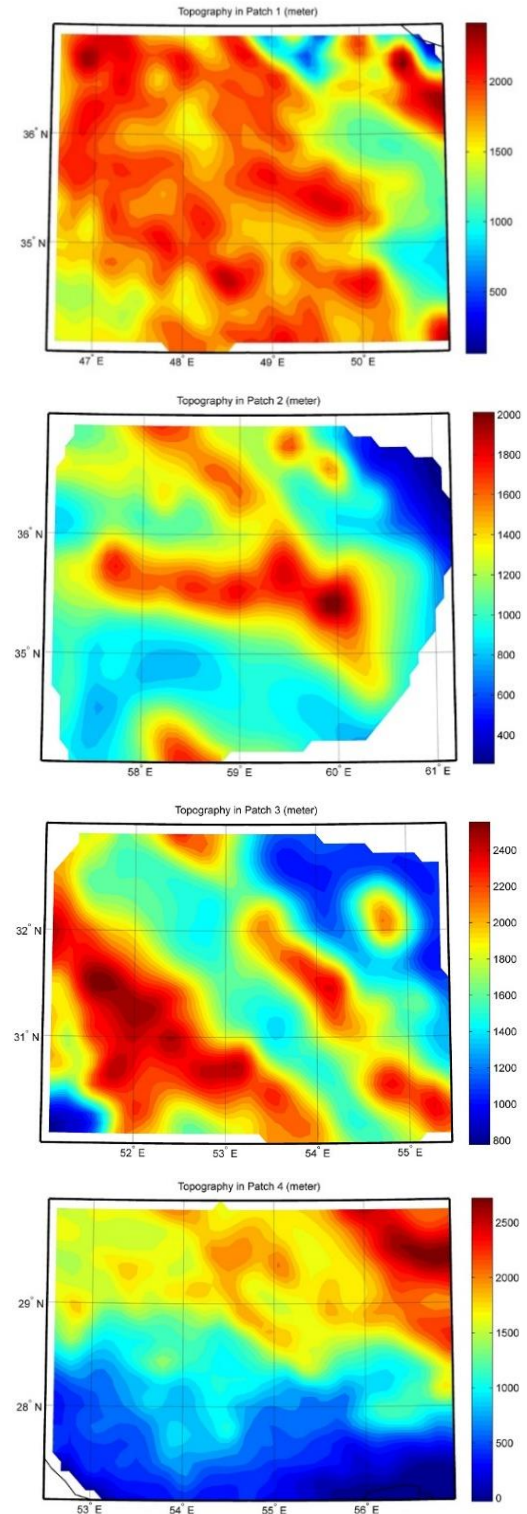 Topography in Patch 1 (meter)
36° N
35° N
47° E
48° E
49° E
50° E
2000
1500
1000
500
Topography in Patch 2 (meter)
36° N
35° N
58° E
59° E
60° E
61° E
2000
1800
1600
1400
1200
1000
800
600
400
Topography in Patch 3 (meter)
32° N
31° N
52° E
53° E
54° E
55° E
2400
2200
2000
1800
1600
1400
1200
1000
800
Topography in Patch 4 (meter)
29° N
28° N
53° E
54° E
55° E
56° E
2500
2000
1500
1000
500
0